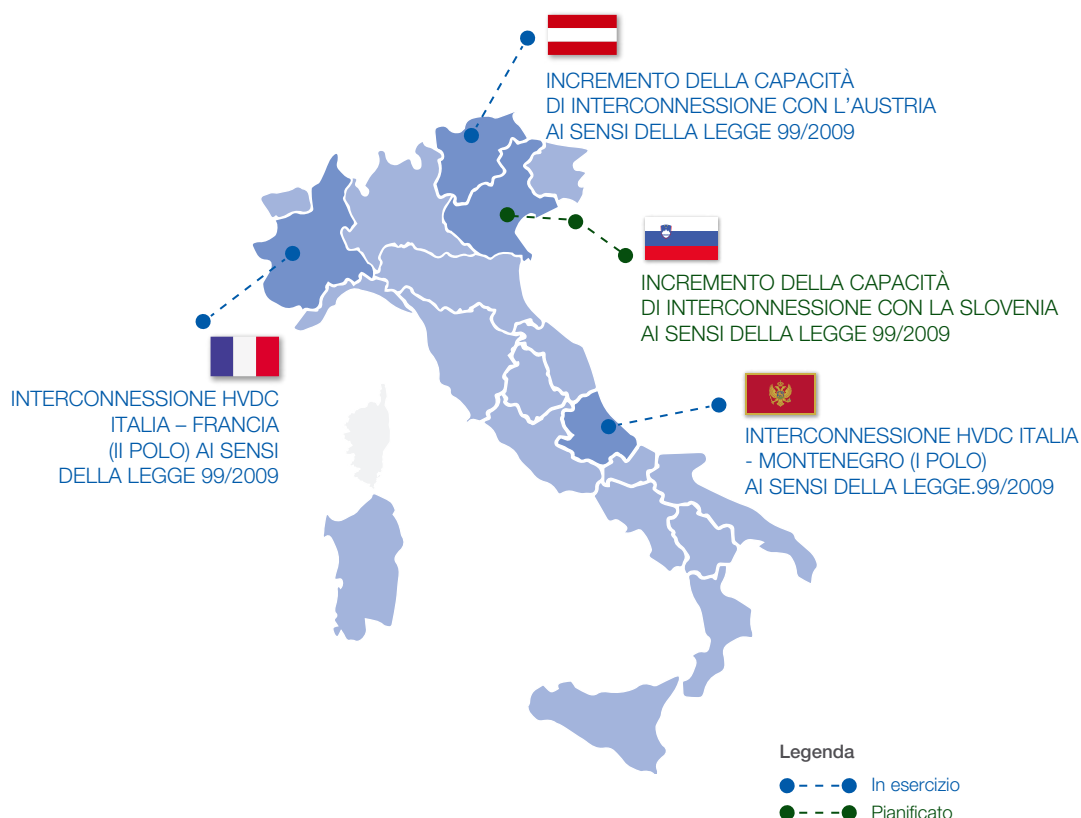 INCREMENTO DELLA CAPACITÀ
DI INTERCONNESSIONE CON L'AUSTRIA
AI SENSI DELLA LEGGE 99/2009
INCREMENTO DELLA CAPACITÀ
DI INTERCONNESSIONE CON LA SLOVENIA
AI SENSI DELLA LEGGE 99/2009
INTERCONNESSIONE HVDC
ITALIA – FRANCIA
(II POLO) AI SENSI
DELLA LEGGE 99/2009
INTERCONNESSIONE HVDC ITALIA
- MONTENEGRO (I POLO)
AI SENSI DELLA LEGGE.99/2009
Legenda
In esercizio
Pianificato